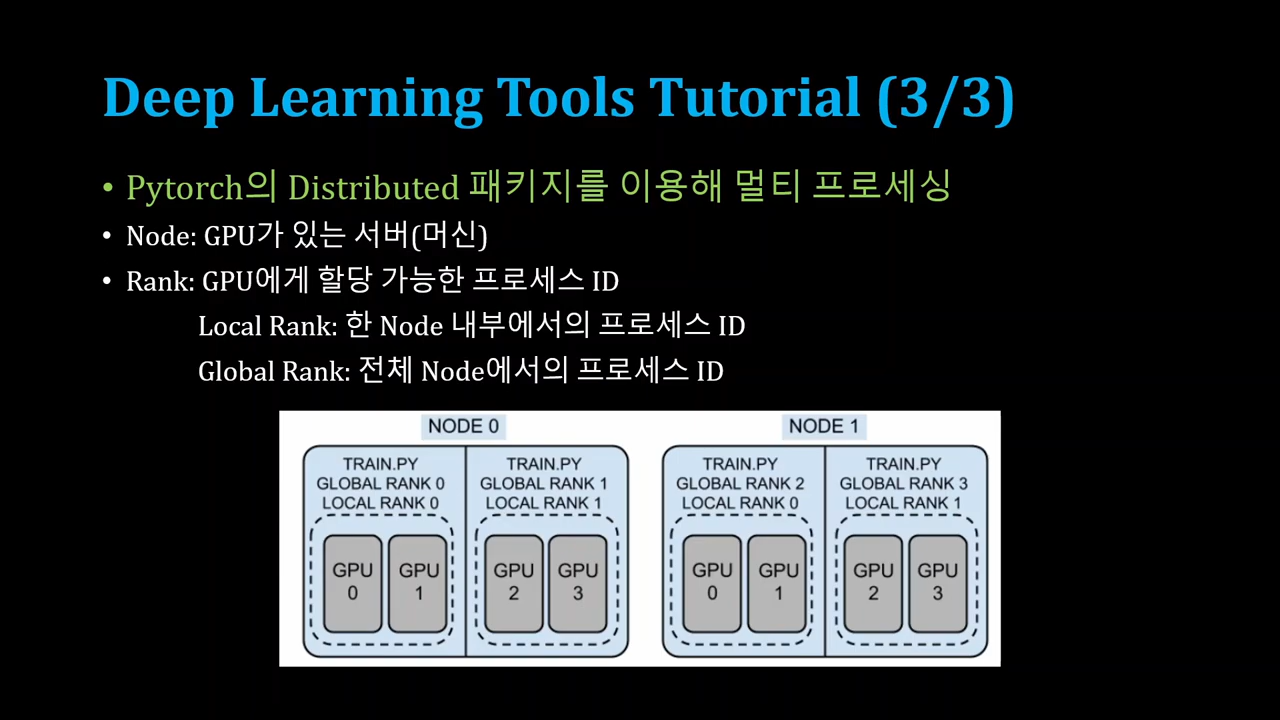 Deep Learning Tools Tutorial (3/3)
• Pytorch의 Distributed 패키지를 이용해 멀티 프로세싱
• Node: GPU가 있는 서버(머신)
• Rank: GPU에게 할당 가능한 프로세스 ID
Local Rank: 한 Node 내부에서의 프로세스 ID
Global Rank: 전체 Node에서의 프로세스 ID
NODE 0
TRAIN.PY
GLOBAL RANK 0
LOCAL RANK 0
GPU
0
GPU
1
TRAIN.PY
GLOBAL RANK 1
LOCAL RANK 1
GPU
2
GPU
3
NODE 1
TRAIN.PY
GLOBAL RANK 2
LOCAL RANK 0
GPU
0
GPU
1
TRAIN.PY
GLOBAL RANK 3
LOCAL RANK 1
GPU
2
GPU
3